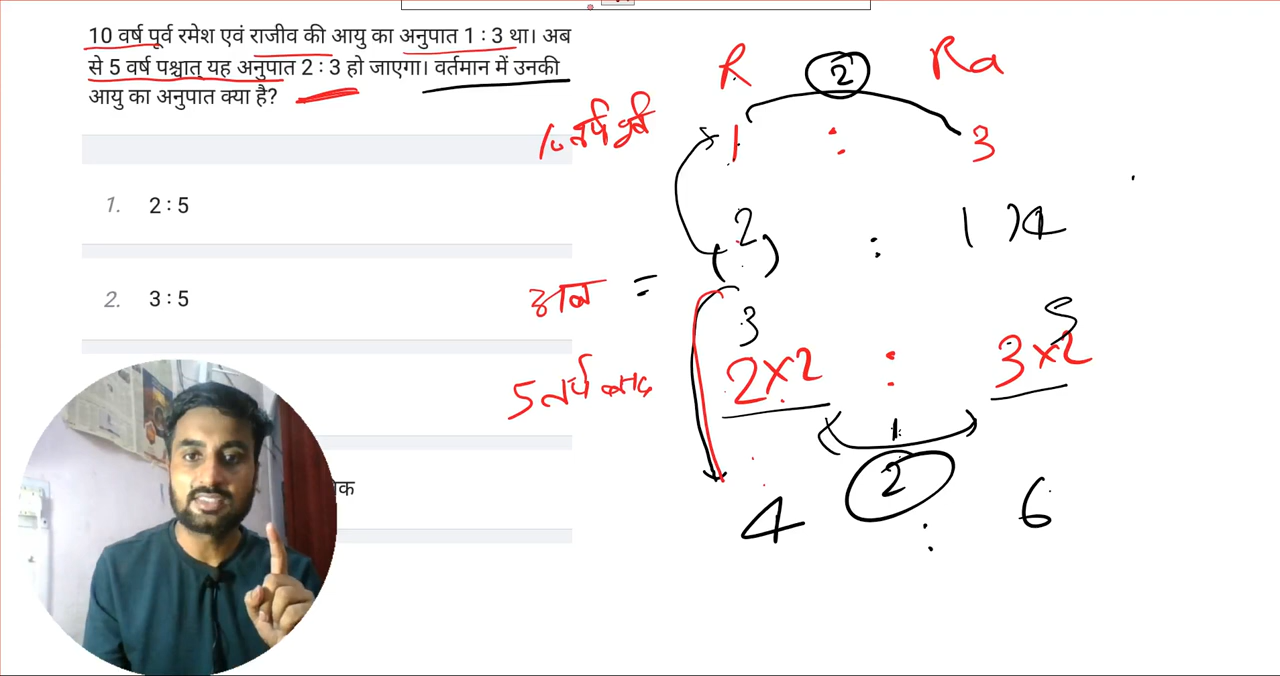 10 वर्ष पूर्व रमेश एवं राजीव की आयु का अनुपात 1 : 3 था। अब
से 5 वर्ष पश्चात् यह अनुपात 2 : 3 हो जाएगा। वर्तमान में उनकी
आयु का अनुपात क्या है?
1. 2 : 5
2. 3 : 5
िक
R 2 Ra
10 वर्ष पूर्व 1 : 3
2 :
अब = ( )
3 5
5 वर्ष बाद 2×2 : 3×2
1
2
4 : 6